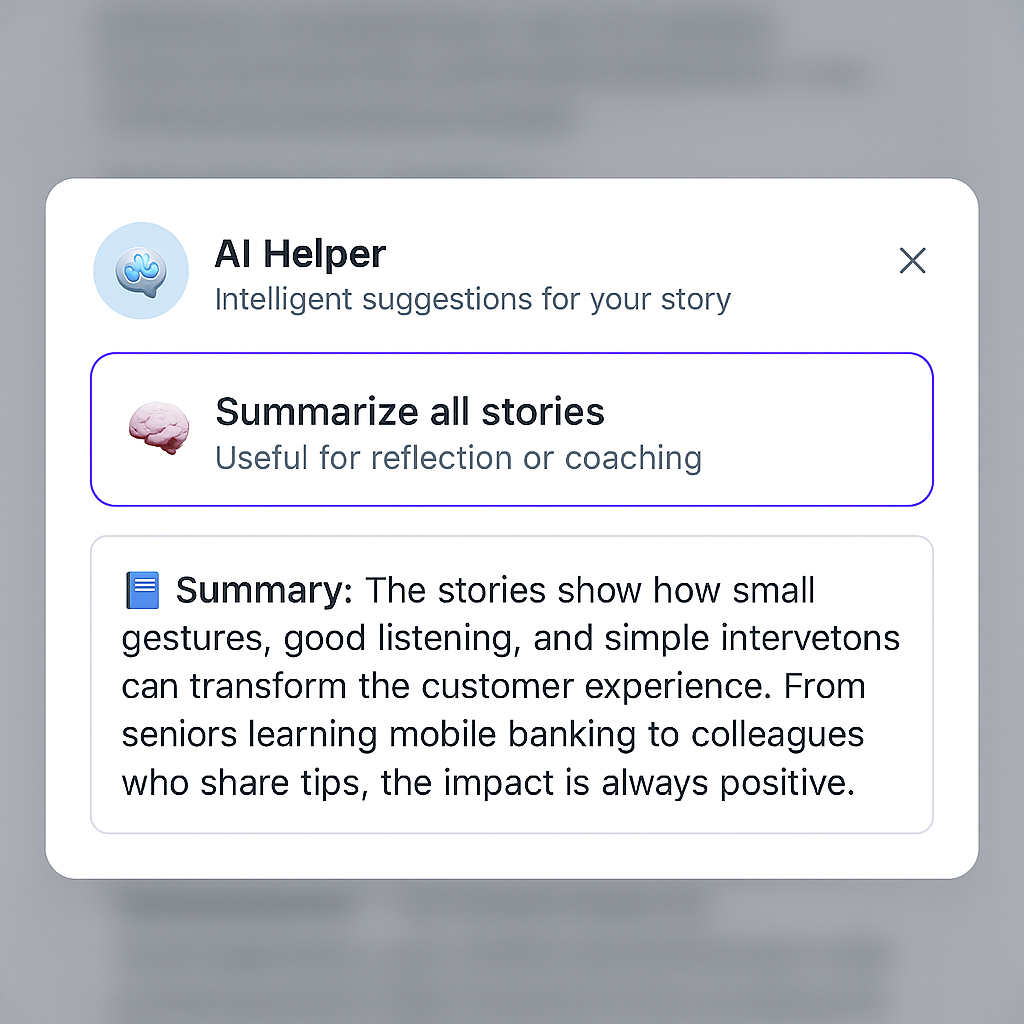 AI Helper
Intelligent suggestions for your story
Summarize all stories
Useful for reflection or coaching
Summary: The stories show how small
gestures, good listening, and simple intervetons
can transform the customer experience. From
seniors learning mobile banking to colleagues
who share tips, the impact is always positive.